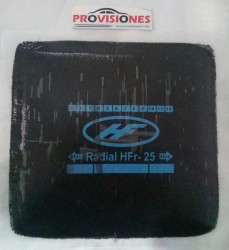 PROVISIONES
HF
Radial HFr- 25